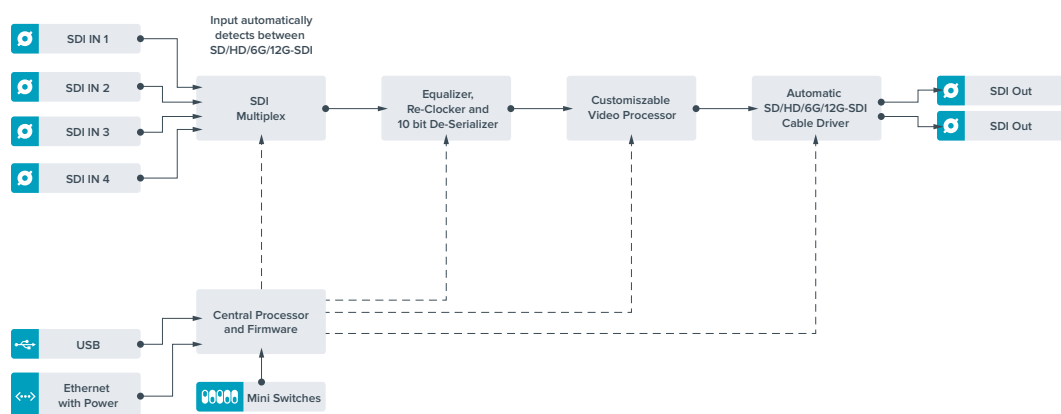 Input automatically
detects between
SD/HD/6G/12G-SDI
SDI IN 1
SDI IN 2
SDI IN 3
SDI IN 4
SDI
Multiplex
Equalizer,
Re-Clocker and
10 bit De-Serializer
Customiszable
Video Processor
Automatic
SD/HD/6G/12G-SDI
Cable Driver
SDI Out
SDI Out
Central Processor
and Firmware
USB
Ethernet
with Power
Mini Switches